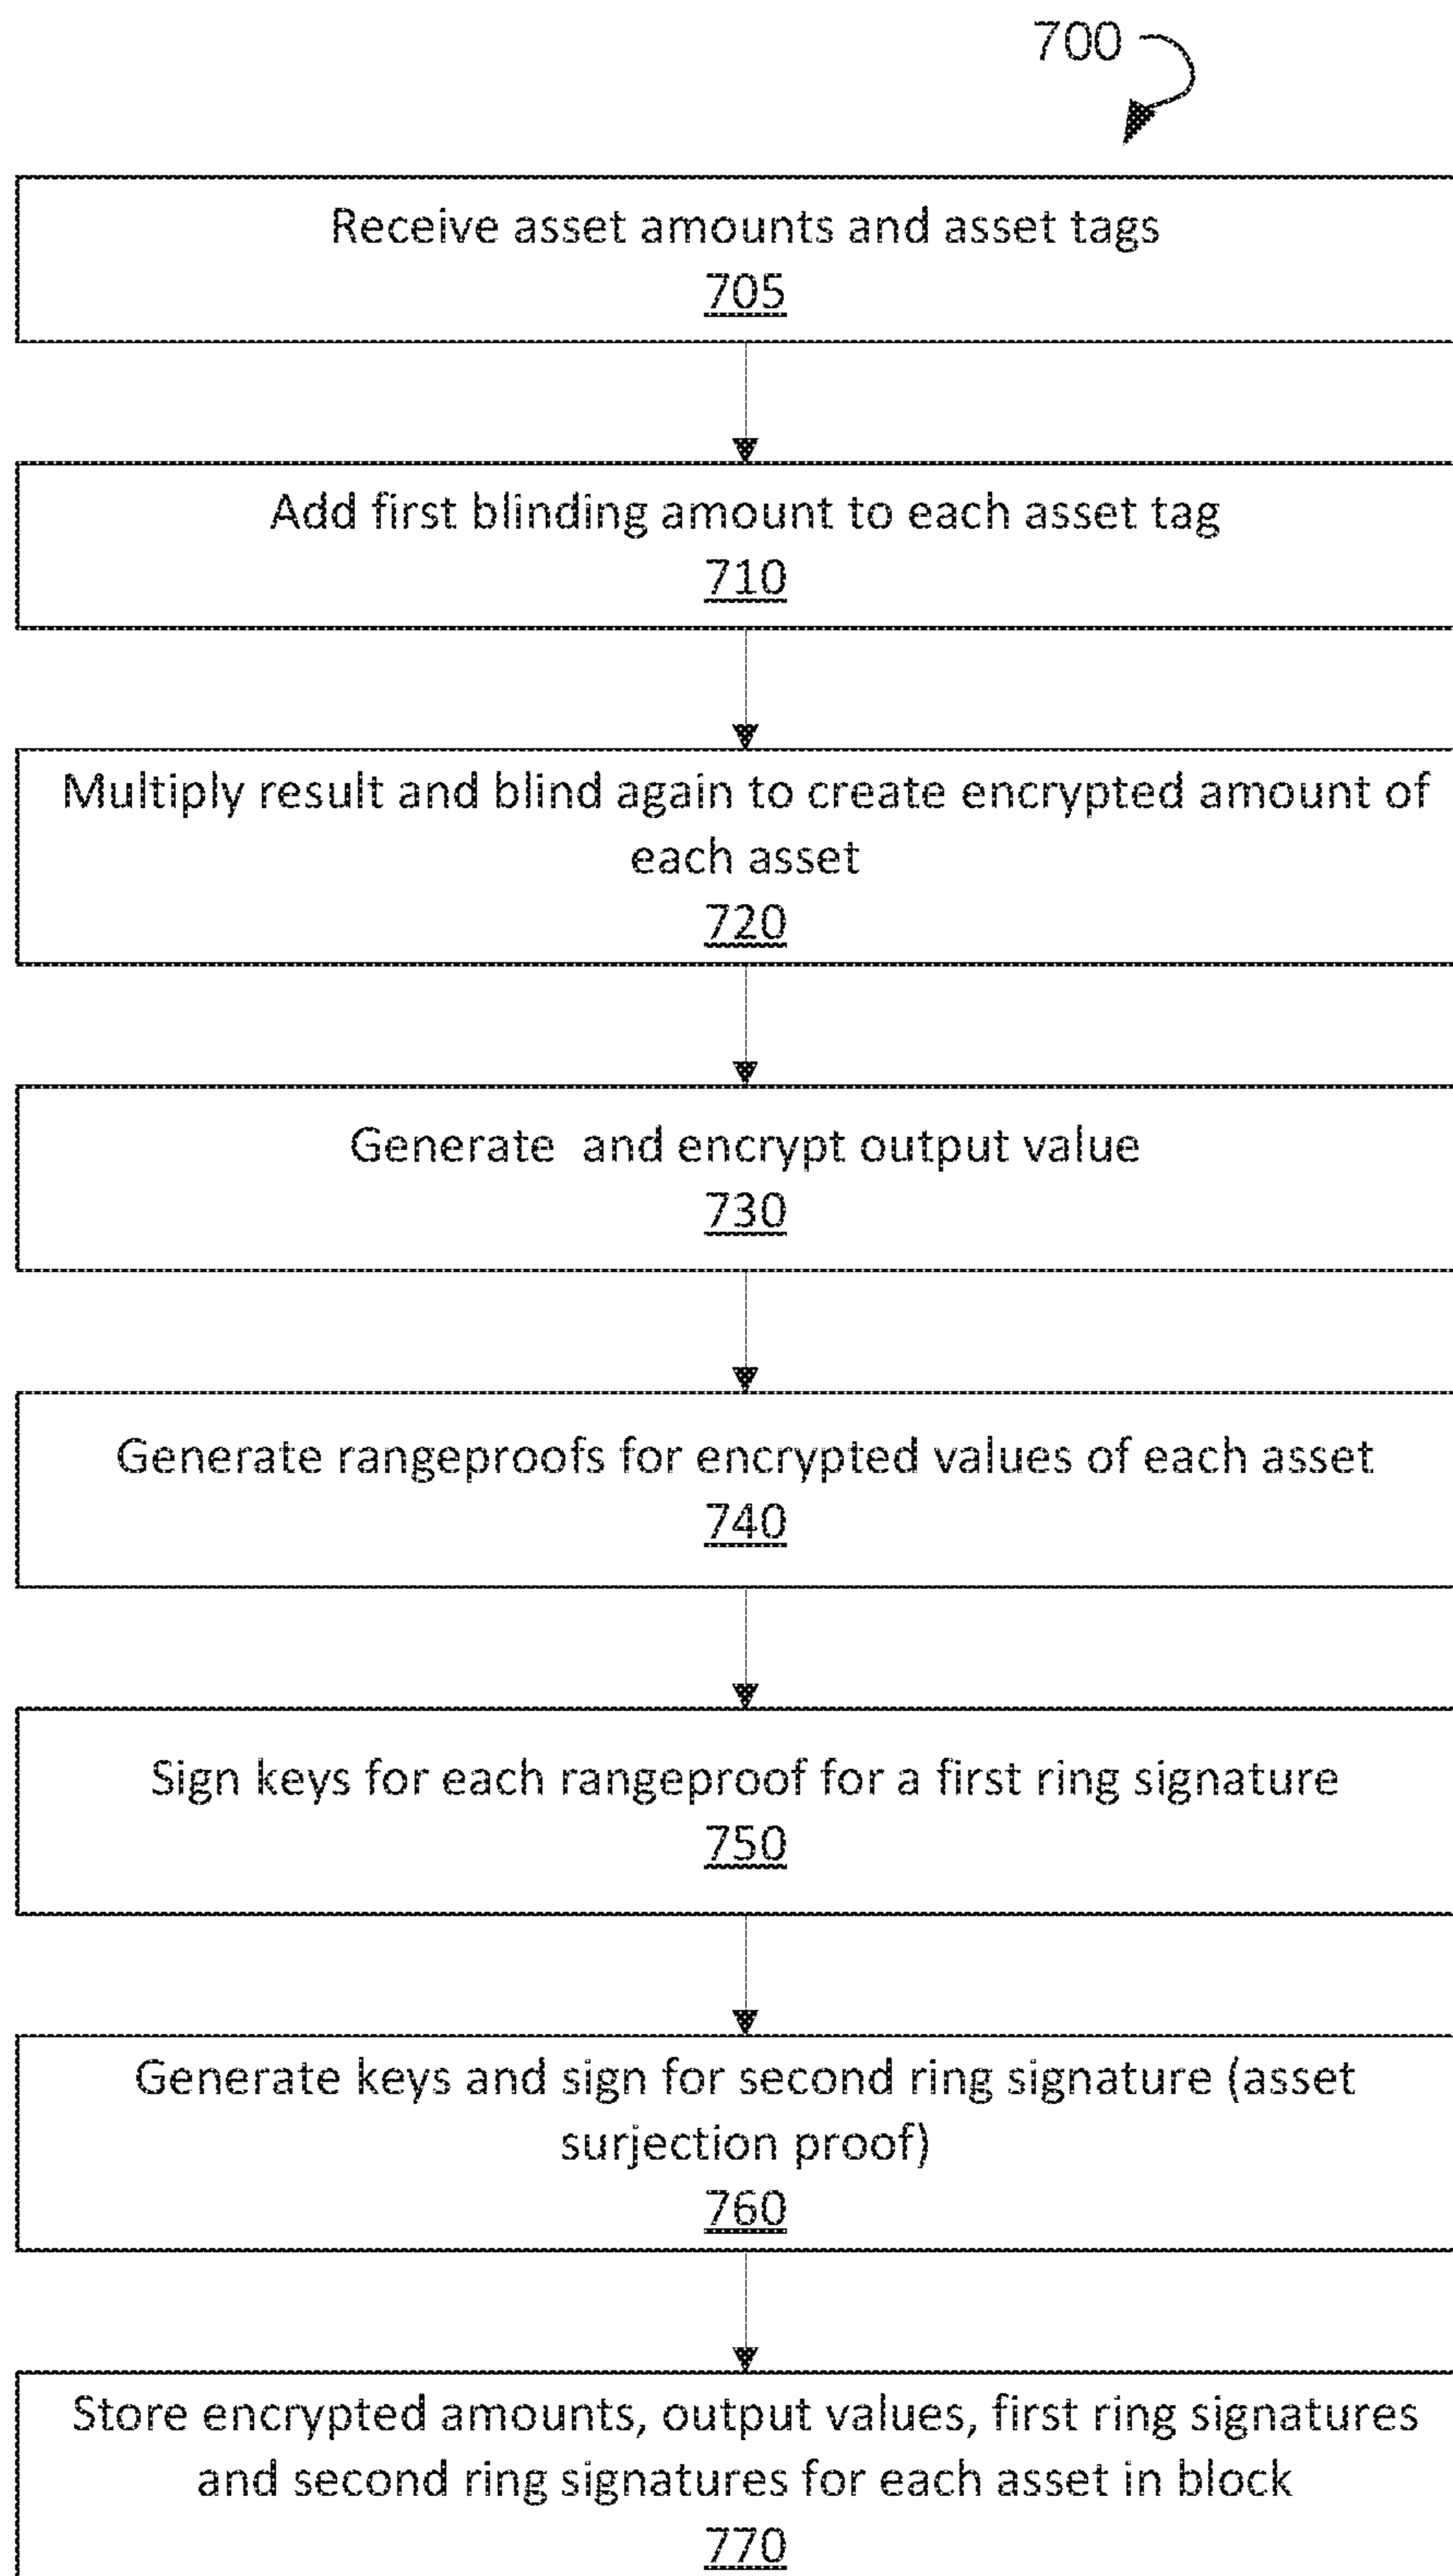 700
Receive asset amounts and asset tags
705
Add first blinding amount to each asset tag
710
Multiply result and blind again to create encrypted amount of
each asset
720
Generate and encrypt output value
730
Generate rangeproofs for encrypted values of each asset
740
Sign keys for each rangeproof for a first ring signature
750
Generate keys and sign for second ring signature (asset
surjection proof)
760
Store encrypted amounts, output values, first ring signatures
and second ring signatures for each asset in block
770